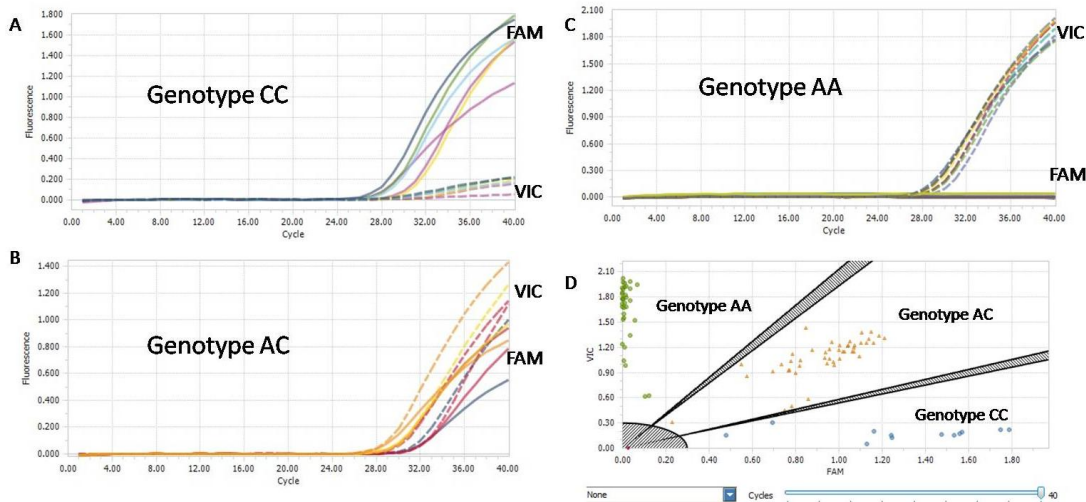 A
1.800
1.600
1.400
1.200
1.000
0.800
0.600
0.400
0.200
0.000
Fluorescence
Genotype CC
FAM
VIC
0.00 4.00 8.00 12.00 16.00 20.00 24.00 28.00 32.00 36.00 40.00
Cycle
C
2.100
1.800
1.500
1.200
0.900
0.600
0.300
0.000
Fluorescence
Genotype AA
VIC
FAM
0.00 4.00 8.00 12.00 16.00 20.00 24.00 28.00 32.00 36.00 40.00
Cycle
B
1.400
1.200
1.000
0.800
0.600
0.400
0.200
0.000
Fluorescence
Genotype AC
VIC
FAM
0.00 4.00 8.00 12.00 16.00 20.00 24.00 28.00 32.00 36.00 40.00
Cycle
D
2.10
1.80
1.50
1.20
0.90
0.60
0.30
0.00
VIC
Genotype AA
Genotype AC
Genotype CC
0.00 0.20 0.40 0.60 0.80 1.00 1.20 1.40 1.60 1.80
FAM
None Cycles 40